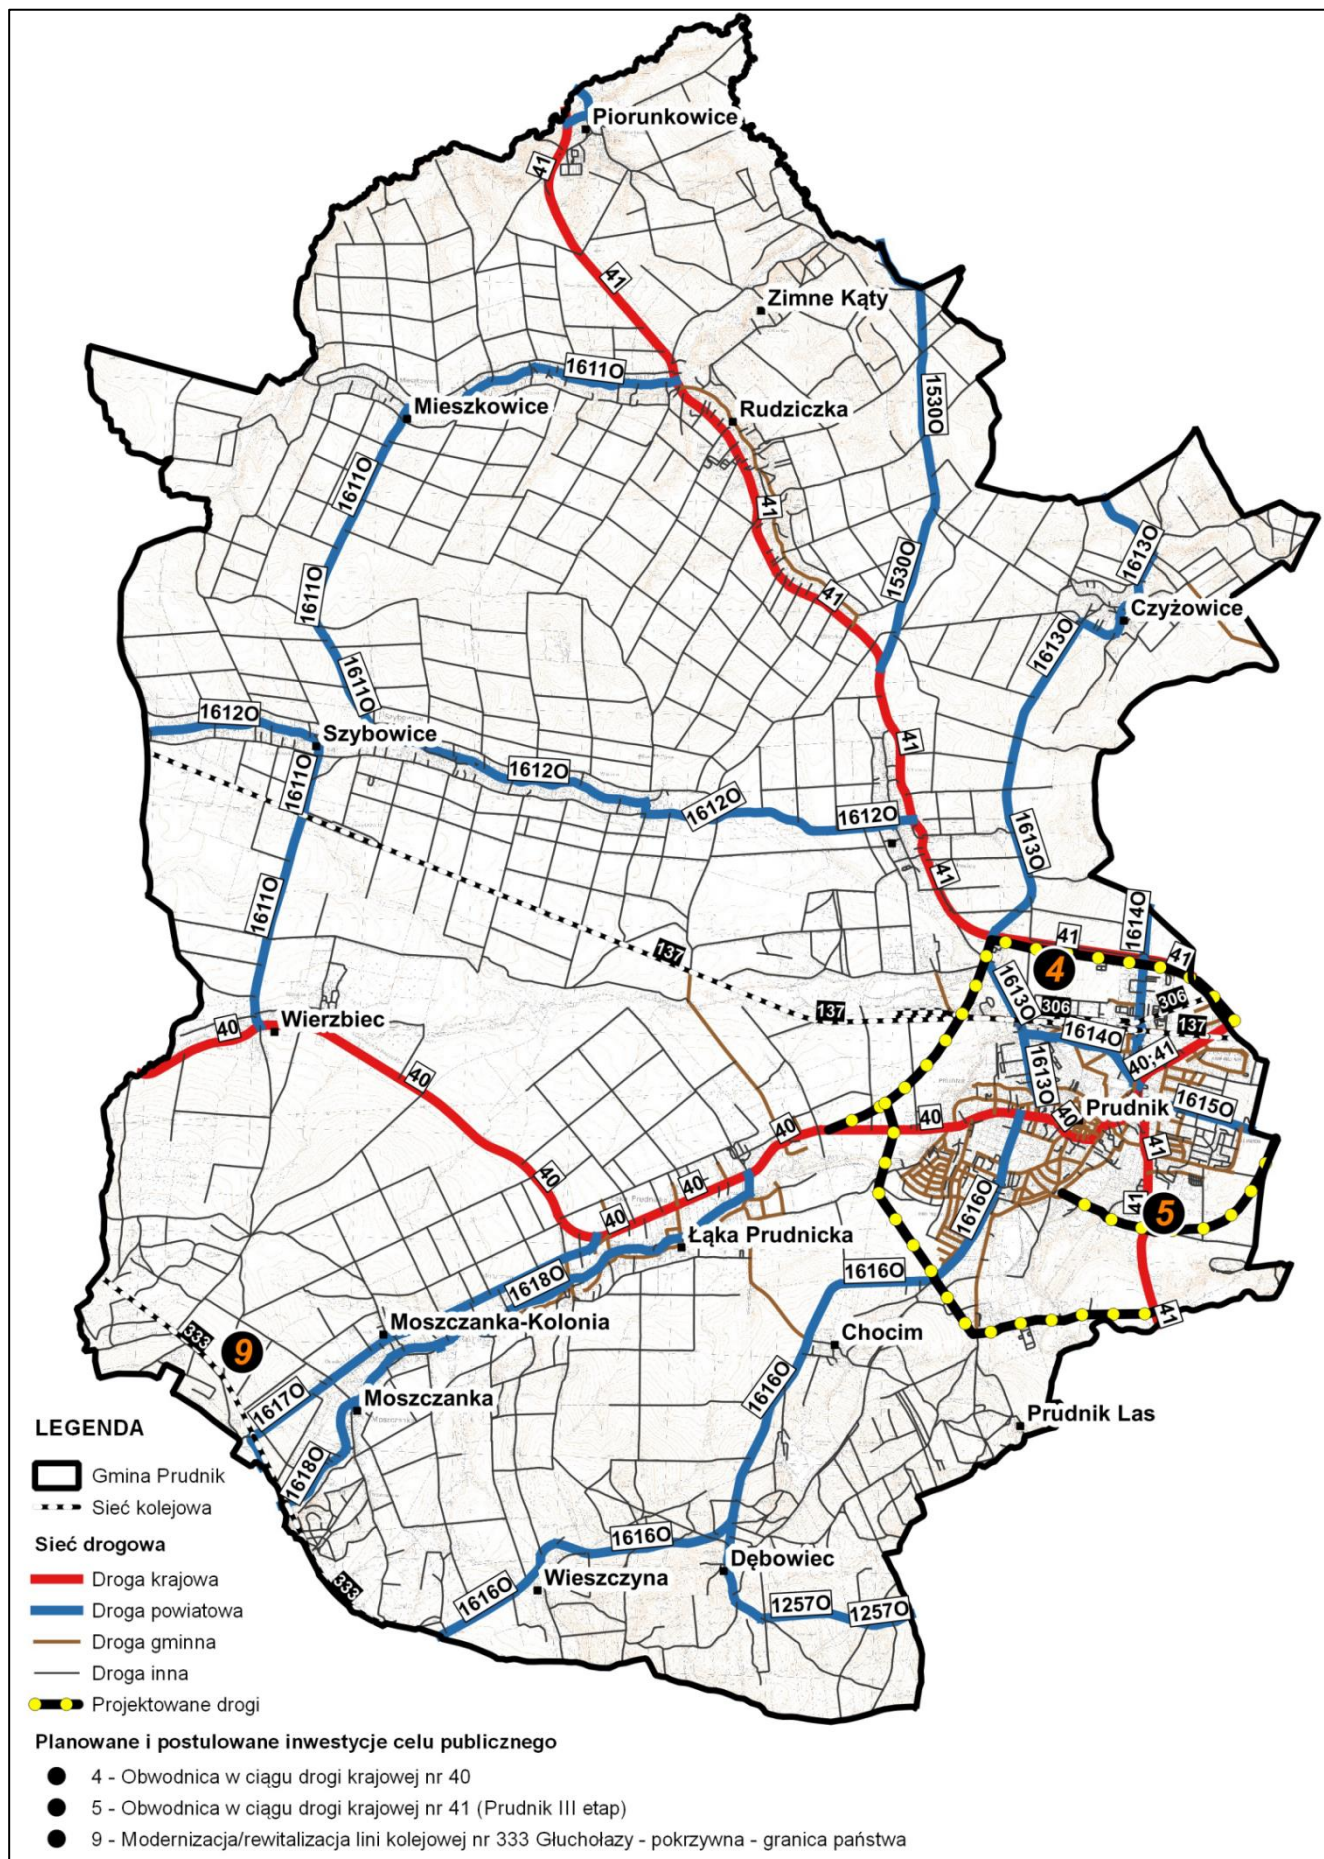 Piorunkowice
41
41
Zimne Kąty
1611O
Mieszkowice
Rudziczka
1530O
1611O
41
1530O
1613O
1611O
41
Czyżowice
1613O
1611O
1612O
Szybowice
41
1611O
1612O
1612O
1612O
1613O
41
1611O
1614O
137
41
41
4
1613O
306
306
137
137
1614O
40
Wierzbiec
40;41
1613O
40
1615O
40
40
Prudnik
40
41
40
40
1616O
41
5
40
Łąka Prudnicka
1618O
1616O
41
333
9
Moszczanka-Kolonia
Chocim
1617O
Moszczanka
1616O
Prudnik Las
1618O
1616O
Dębowiec
333
1616O
Wieszczyna
1257O
1257O
LEGENDA
Gmina Prudnik
Sieć kolejowa
Sieć drogowa
Droga krajowa
Droga powiatowa
Droga gminna
Droga inna
Projektowane drogi
Planowane i postulowane inwestycje celu publicznego
4 - Obwodnica w ciągu drogi krajowej nr 40
5 - Obwodnica w ciągu drogi krajowej nr 41 (Prudnik III etap)
9 - Modernizacja/rewitalizacja lini kolejowej nr 333 Głuchołazy - pokrzywna - granica państwa